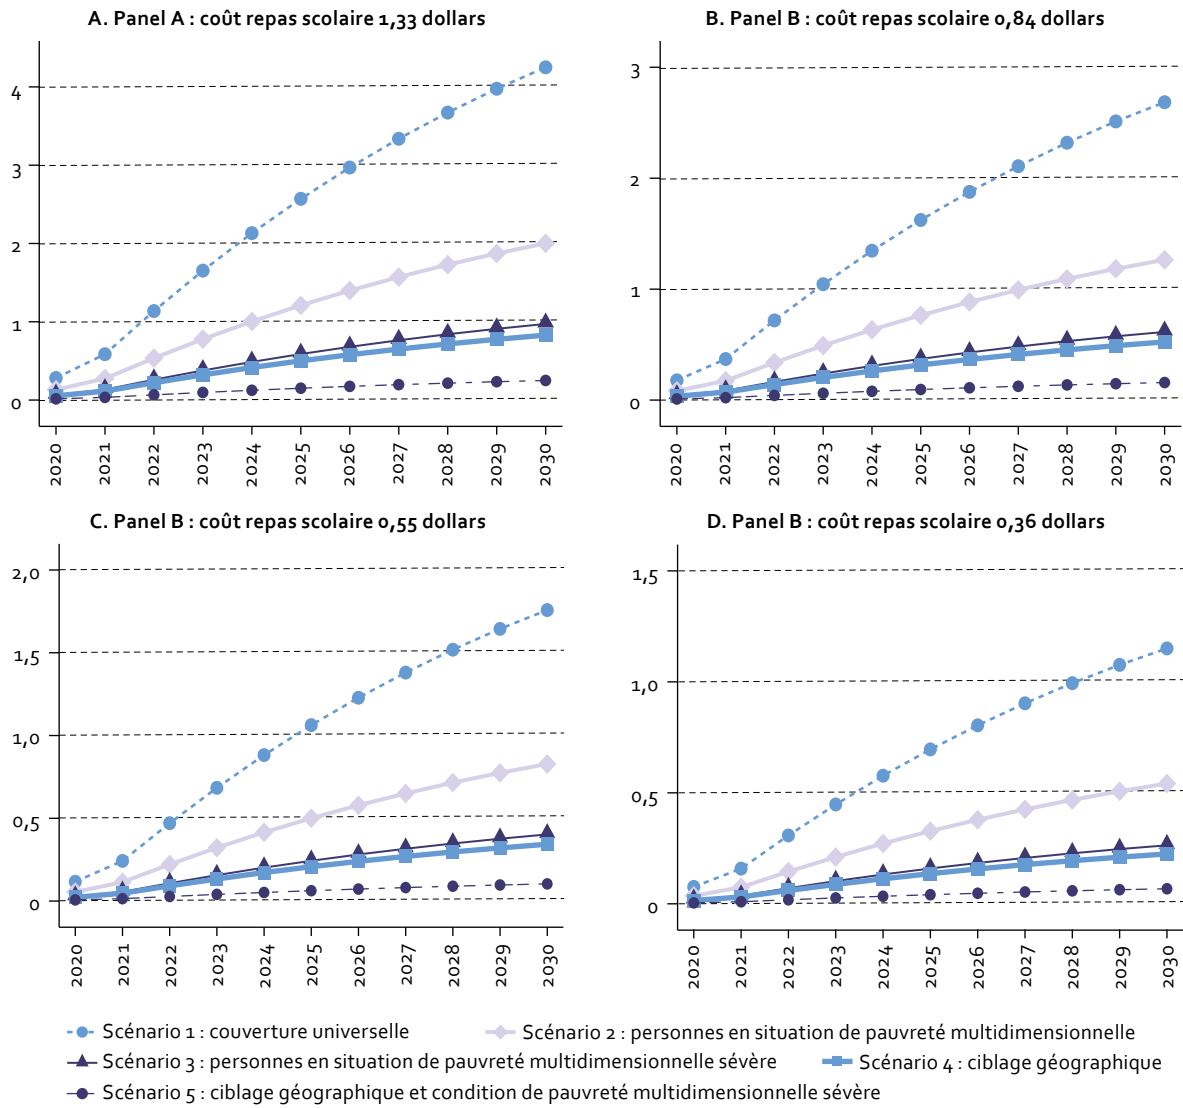 A. Panel A : coût repas scolaire 1,33 dollars
4
3
2
1
0
2020 2021 2022 2023 2024 2025 2026 2027 2028 2029 2030
B. Panel B : coût repas scolaire 0,84 dollars
3
2
1
0
2020 2021 2022 2023 2024 2025 2026 2027 2028 2029 2030
C. Panel B : coût repas scolaire 0,55 dollars
2,0
1,5
1,0
0,5
0
2020 2021 2022 2023 2024 2025 2026 2027 2028 2029 2030
D. Panel B : coût repas scolaire 0,36 dollars
1,5
1,0
0,5
0
2020 2021 2022 2023 2024 2025 2026 2027 2028 2029 2030
Scénario 1 : couverture universelle
Scénario 2 : personnes en situation de pauvreté multidimensionnelle
Scénario 3 : personnes en situation de pauvreté multidimensionnelle sévère
Scénario 4 : ciblage géographique
Scénario 5 : ciblage géographique et condition de pauvreté multidimensionnelle sévère